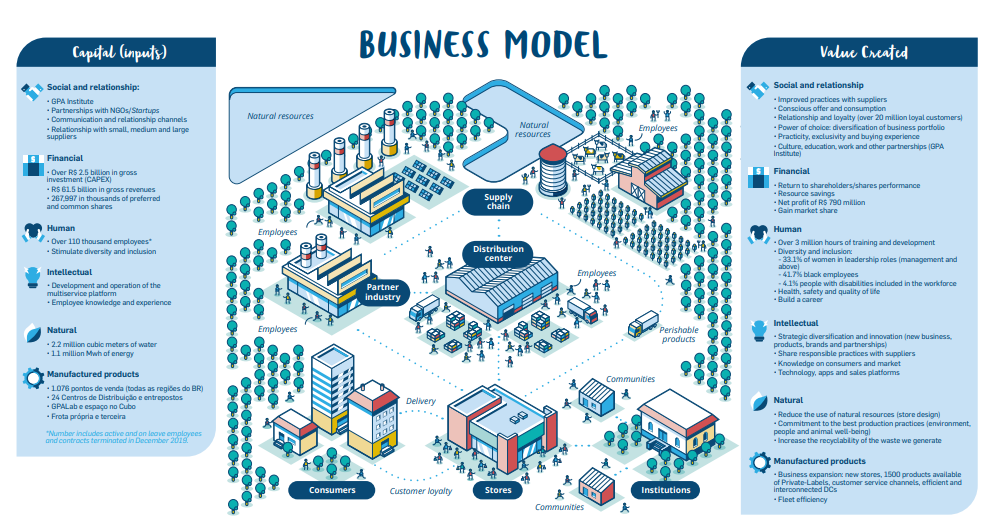 BUSINESS MODEL
Capital (inputs)
Social and relationship:
• GPA Institute
• Partnerships with NGOs/Startups
• Communication and relationship channels
• Relationship with small, medium and large
suppliers
Financial
• Over R$ 2.5 billion in gross
investment (CAPEX)
• R$ 61.5 billion in gross revenues
• 267,997 in thousands of preferred
and common shares
Human
• Over 110 thousand employees*
• Stimulate diversity and inclusion
Intellectual
• Development and operation of the
multiservice platform
• Employee knowledge and experience
Natural
• 2.2 million cubic meters of water
• 1.1 million Mwh of energy
Manufactured products
• 1.076 pontos de venda (todas as regiões do BR)
• 24 Centros de Distribuição e entrepostos
• GPALab e espaço no Cubo
• Frota própria e terceira
*Number includes active and on leave employees
and contracts terminated in December 2019.
Natural resources
Natural
resources
Employees
Supply
chain
Employees
Distribution
center
Employees
Partner
industry
Employees
Perishable
products
Communities
Delivery
Consumers
Customer loyalty
Stores
Institutions
Communities
Value Created
Social and relationship
• Improved practices with suppliers
• Conscious offer and consumption
• Relationship and loyalty (over 20 million loyal customers)
• Power of choice: diversification of business portfolio
• Practicity, exclusivity and buying experience
• Culture, education, work and other partnerships (GPA
Institute)
Financial
• Return to shareholders/shares performance
• Resource savings
• Net profit of R$ 790 million
• Gain market share
Human
• Over 3 million hours of training and development
• Diversity and inclusion:
- 33.1% of women in leadership roles (management and
above)
- 41.7% black employees
- 4.1% people with disabilities included in the workforce
• Health, safety and quality of life
• Build a career
Intellectual
• Strategic diversification and innovation (new business,
products, brands and partnerships)
• Share responsible practices with suppliers
• Knowledge on consumers and market
• Technology, apps and sales platforms
Natural
• Reduce the use of natural resources (store design)
• Commitment to the best production practices (environment,
people and animal well-being)
• Increase the recyclability of the waste we generate
Manufactured products
• Business expansion: new stores, 1500 products available
of Private-Labels, customer service channels, efficient and
interconnected DCs
• Fleet efficiency